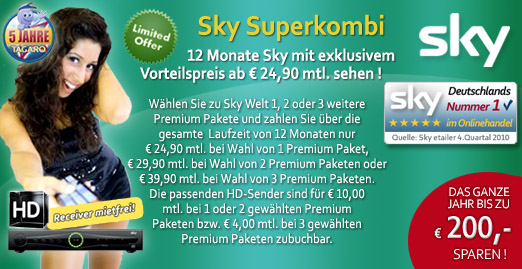 5 JAHRE
TAGARO
Limited
Offer
Sky Superkombi
sky
12 Monate Sky mit exklusivem
Vorteilspreis ab € 24,90 mtl. sehen !
Wählen Sie zu Sky Welt 1, 2 oder 3 weitere
Premium Pakete und zahlen Sie über die
gesamte Laufzeit von 12 Monaten nur
€ 24,90 mtl. bei Wahl von 1 Premium Paket,
€ 29,90 mtl. bei Wahl von 2 Premium Paketen oder
€ 39,90 mtl. bei Wahl von 3 Premium Paketen.
Die passenden HD-Sender sind für € 10,00
mtl. bei 1 oder 2 gewählten Premium
Paketen bzw. € 4,00 mtl. bei 3 gewählten
Premium Paketen zubuchbar.
sky
Deutschlands
Nummer 1
im Onlinehandel
Quelle: Sky etailer 4.Quartal 2010
HD
Receiver mietfrei!
DAS GANZE
JAHR BIS ZU
€ 200,-
SPAREN !